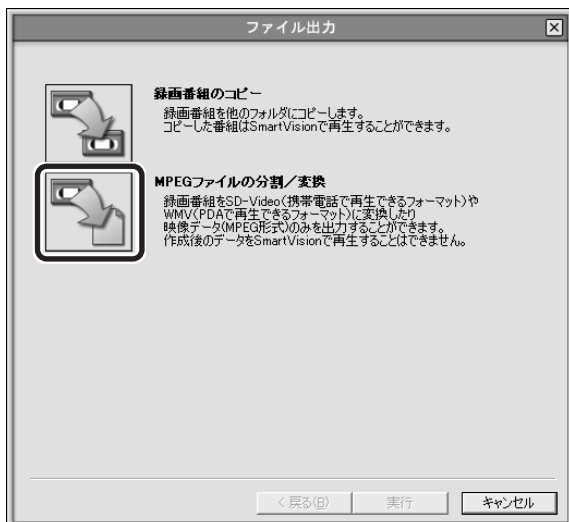 ファイル出力
録画番組のコピー
録画番組を他のフォルダにコピーします。
コピーした番組はSmartVisionで再生することができます。
MPEGファイルの分割／変換
録画番組をSD-Video(携帯電話で再生できるフォーマット)や
WMV(PDAで再生できるフォーマット)に変換したり
映像データ(MPEG形式)のみを出力することができます。
作成後のデータをSmartVisionで再生することはできません。
< 戻る(B)
実行
キャンセル